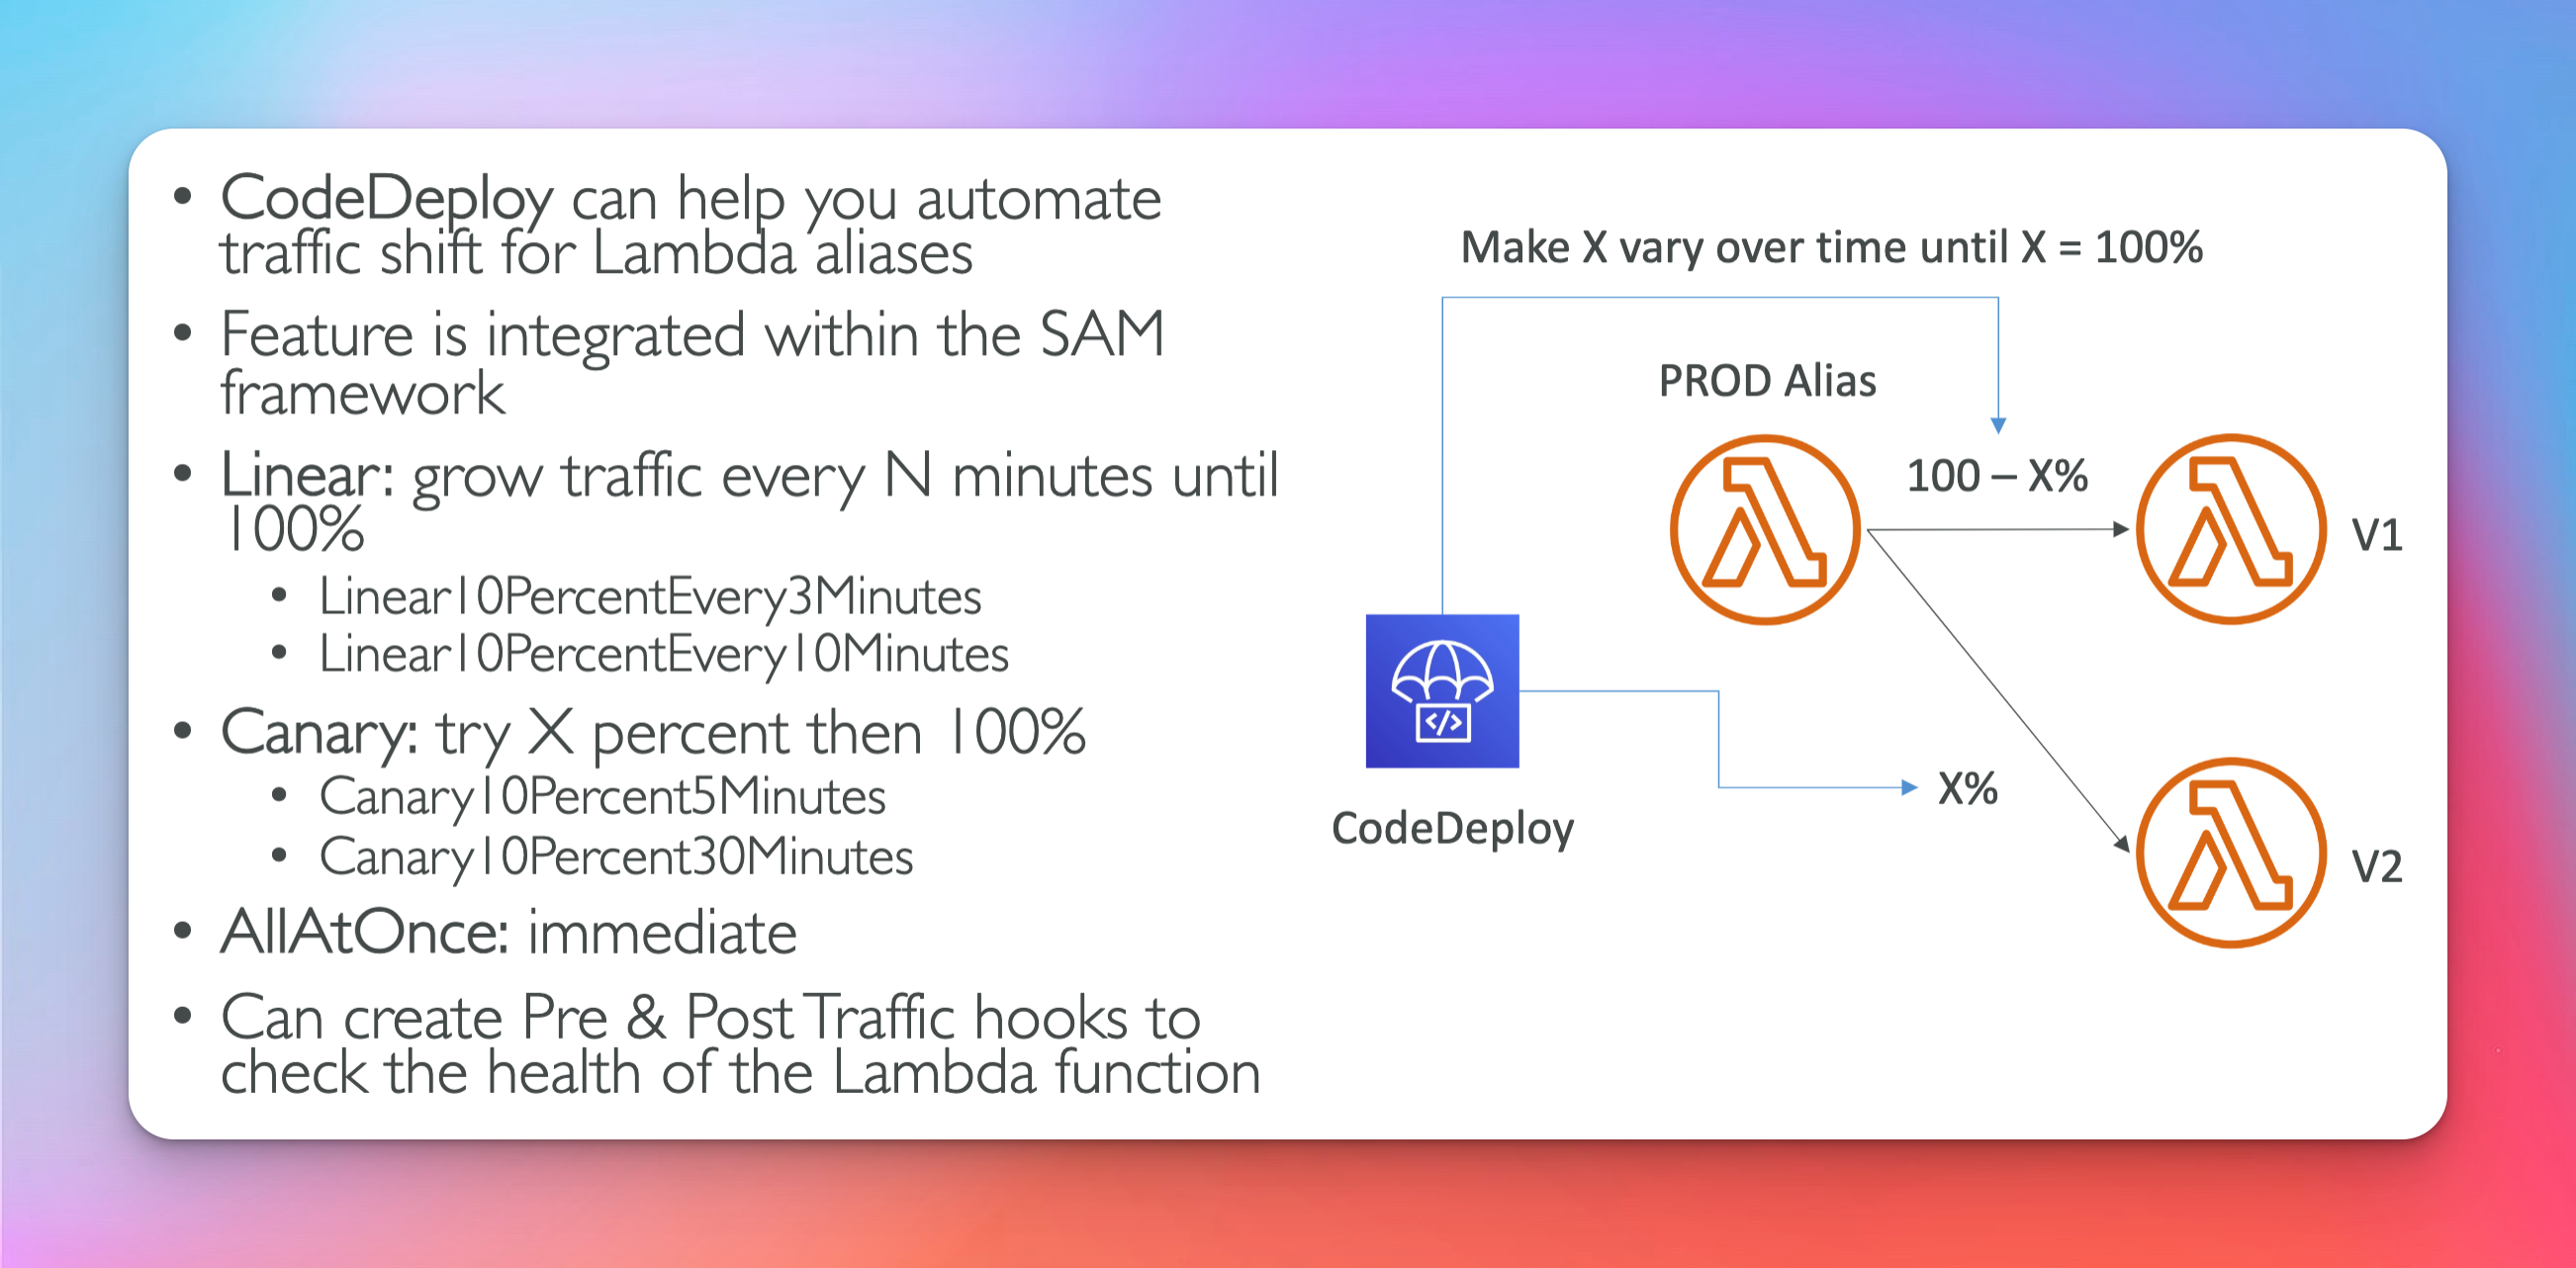 • CodeDeploy can help you automate
traffic shift for Lambda aliases
• Feature is integrated within the SAM
framework
• Linear: grow traffic every N minutes until
100%
• Linear10PercentEvery3Minutes
• Linear10PercentEvery10Minutes
• Canary: try X percent then 100%
• Canary10Percent5Minutes
• Canary10Percent30Minutes
• AllAtOnce: immediate
• Can create Pre & Post Traffic hooks to
check the health of the Lambda function
Make X vary over time until X = 100%
PROD Alias
100 – X%
V1
</>
CodeDeploy
X%
V2